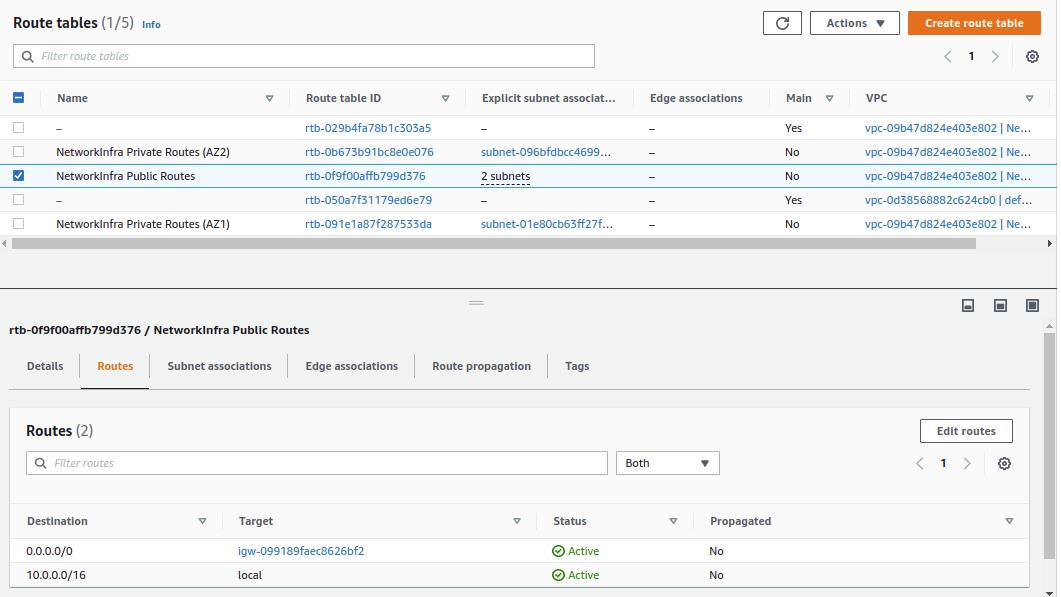 Route tables (1/5) Info
Actions
Create route table
Filter route tables
1
Name Route table ID Explicit subnet associat... Edge associations Main VPC
– rtb-029b4fa78b1c303a5 – – Yes vpc-09b47d824e403e802 | Ne...
NetworkInfra Private Routes (AZ2) rtb-0b673b91bc8e0e076 subnet-096bfdbcc4699... – No vpc-09b47d824e403e802 | Ne...
NetworkInfra Public Routes rtb-0f9f00affb799d376 2 subnets – No vpc-09b47d824e403e802 | Ne...
– rtb-050a7f31179ed6e79 – – Yes vpc-0d38568882c624cb0 | def...
NetworkInfra Private Routes (AZ1) rtb-091e1a87f287533da subnet-01e80cb63ff27f... – No vpc-09b47d824e403e802 | Ne...
rtb-0f9f00affb799d376 / NetworkInfra Public Routes
Details Routes Subnet associations Edge associations Route propagation Tags
Routes (2)
Edit routes
Filter routes
Both
1
Destination Target Status Propagated
0.0.0.0/0 igw-099189faec8626bf2 Active No
10.0.0.0/16 local Active No